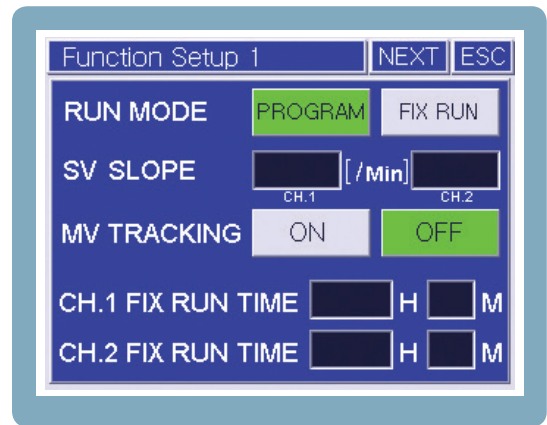 Function Setup 1 NEXT ESC
RUN MODE PROGRAM FIX RUN
SV SLOPE [/Min]
CH.1 CH.2
MV TRACKING ON OFF
CH.1 FIX RUN TIME H M
CH.2 FIX RUN TIME H M